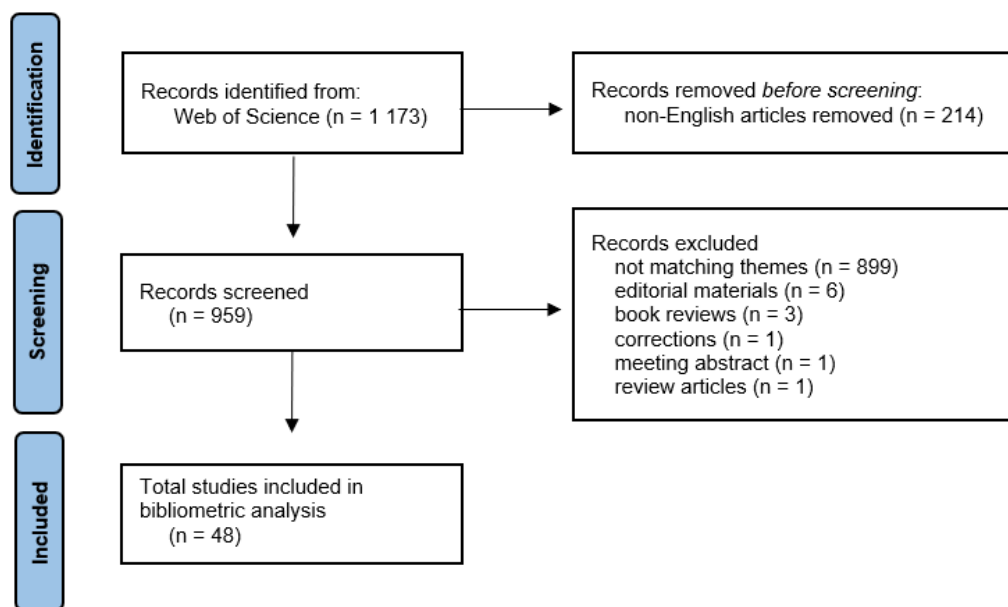 Identification
Records identified from:
Web of Science (n = 1 173)
Records removed before screening:
non-English articles removed (n = 214)
Screening
Records screened
(n = 959)
Records excluded
not matching themes (n = 899)
editorial materials (n = 6)
book reviews (n = 3)
corrections (n = 1)
meeting abstract (n = 1)
review articles (n = 1)
Included
Total studies included in
bibliometric analysis
(n = 48)